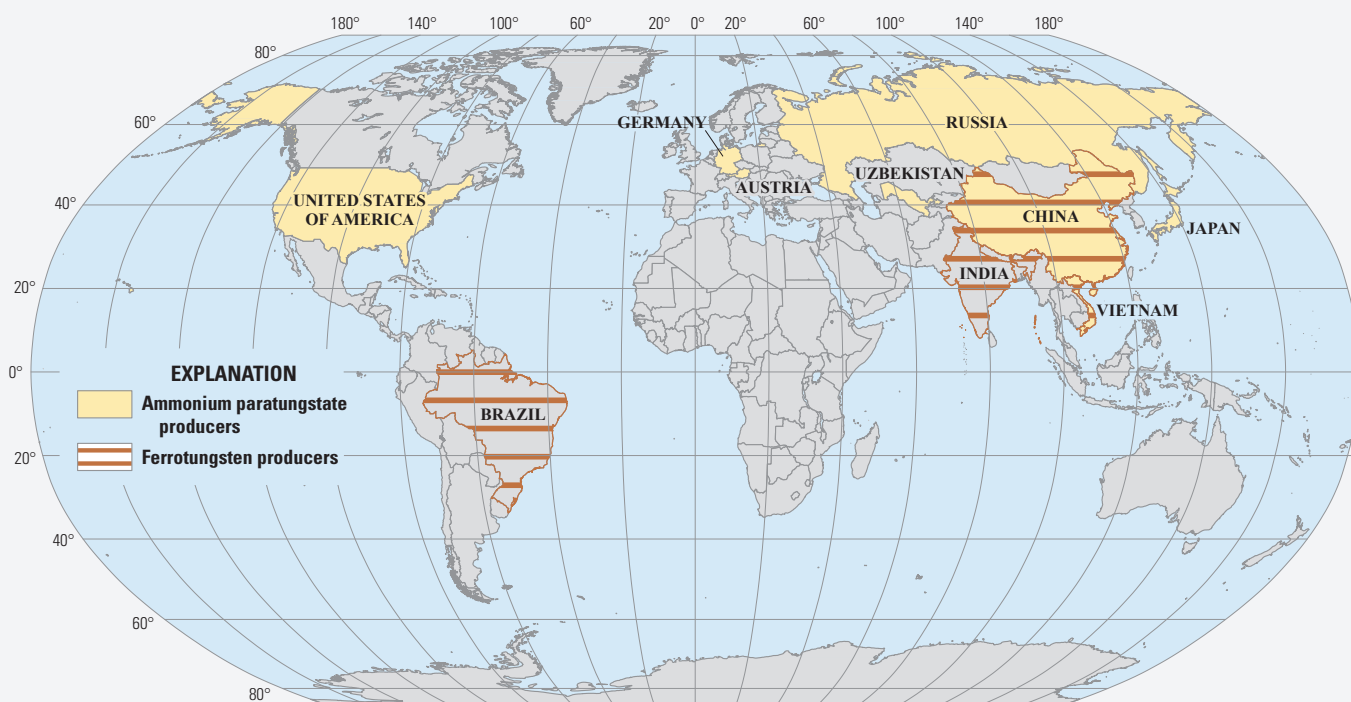 180° 140° 100° 60° 20° 0° 20° 60° 100° 140° 180°
80°
60°
GERMANY
RUSSIA
UZBEKISTAN
AUSTRIA
UNITED STATES
OF AMERICA
40°
CHINA
JAPAN
INDIA
20°
VIETNAM
0°
EXPLANATION
Ammonium paratungstate
producers
BRAZIL
Ferrotungsten producers
20°
40°
60°
80°